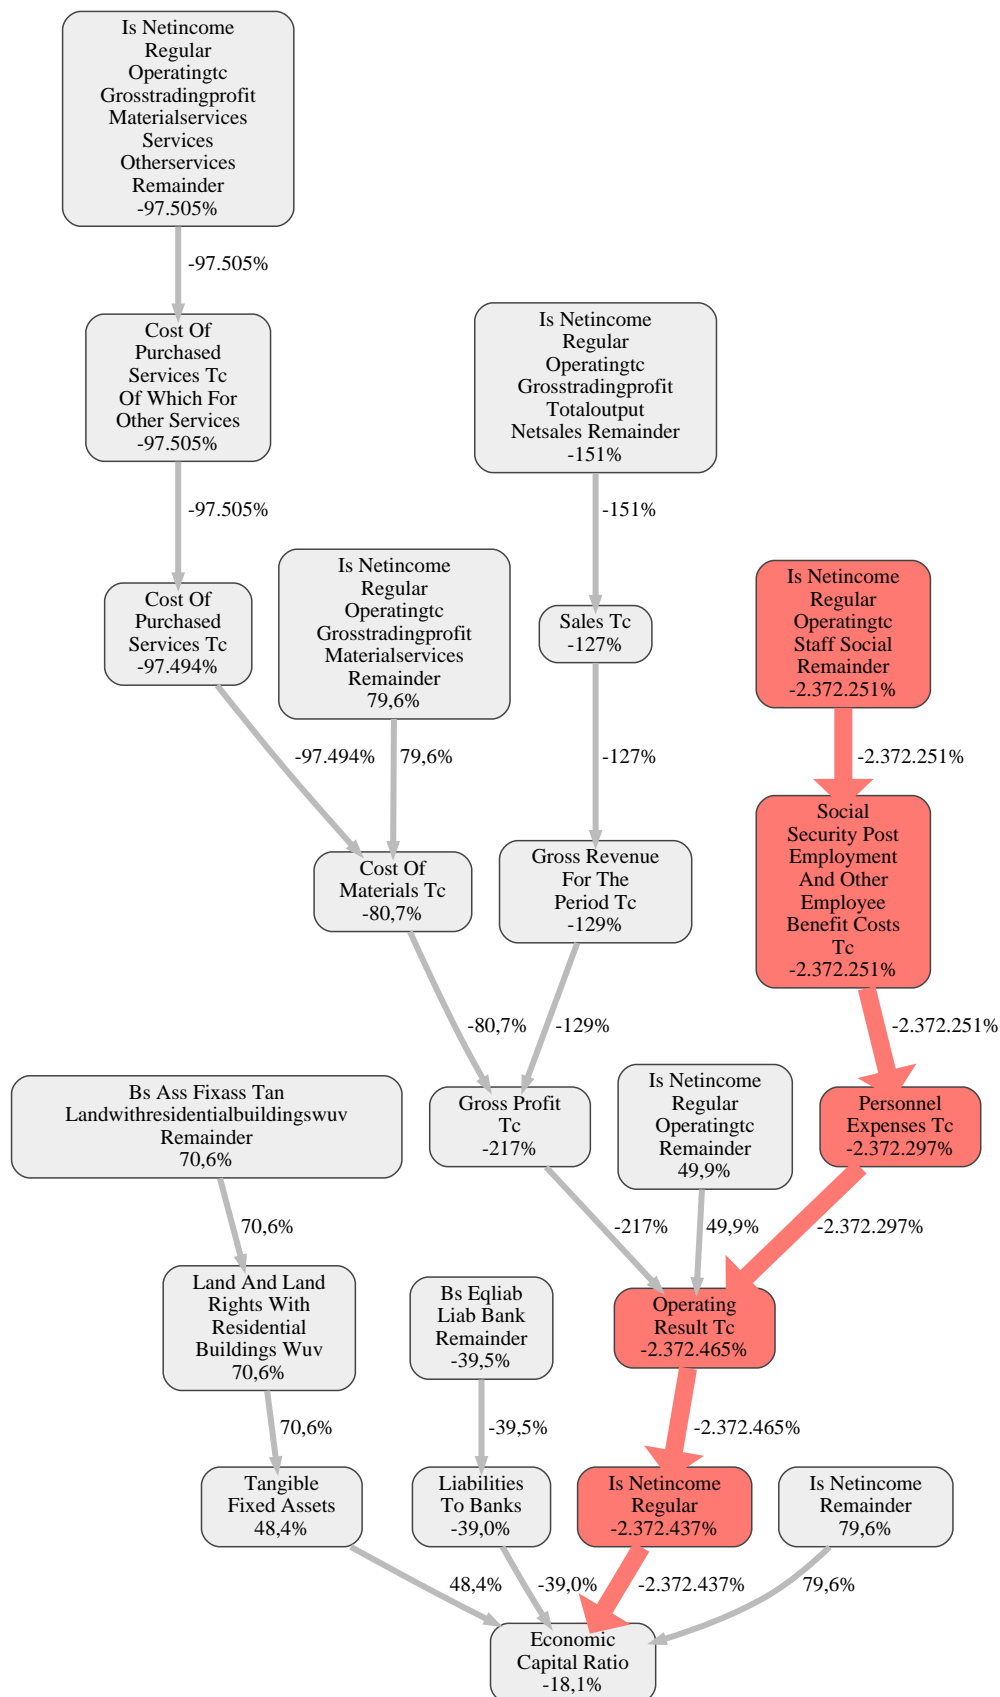 Is Netincome
Regular
Operatingtc
Grosstradingprofit
Materialservices
Services
Otherservices
Remainder
-97.505%
-97.505%
Cost Of
Purchased
Services Tc
Of Which For
Other Services
-97.505%
Is Netincome
Regular
Operatingtc
Grosstradingprofit
Totaloutput
Netsales Remainder
-151%
-97.505%
-151%
Cost Of
Purchased
Services Tc
-97.494%
Is Netincome
Regular
Operatingtc
Grosstradingprofit
Materialservices
Remainder
79,6%
Sales Tc
-127%
Is Netincome
Regular
Operatingtc
Staff Social
Remainder
-2.372.251%
-97.494%
79,6%
-127%
-2.372.251%
Cost Of
Materials Tc
-80,7%
Gross Revenue
For The
Period Tc
-129%
Social
Security Post
Employment
And Other
Employee
Benefit Costs
Tc
-2.372.251%
-80,7%
-129%
-2.372.251%
Bs Ass Fixass Tan
Landwithresidentialbuildingswuv
Remainder
70,6%
Gross Profit
Tc
-217%
Is Netincome
Regular
Operatingtc
Remainder
49,9%
Personnel
Expenses Tc
-2.372.297%
70,6%
-217%
49,9%
-2.372.297%
Land And Land
Rights With
Residential
Buildings Wuv
70,6%
Bs Eqliab
Liab Bank
Remainder
-39,5%
Operating
Result Tc
-2.372.465%
70,6%
-39,5%
-2.372.465%
Tangible
Fixed Assets
48,4%
Liabilities
To Banks
-39,0%
Is Netincome
Regular
-2.372.437%
Is Netincome
Remainder
79,6%
48,4%
-39,0%
-2.372.437%
79,6%
Economic
Capital Ratio
-18,1%